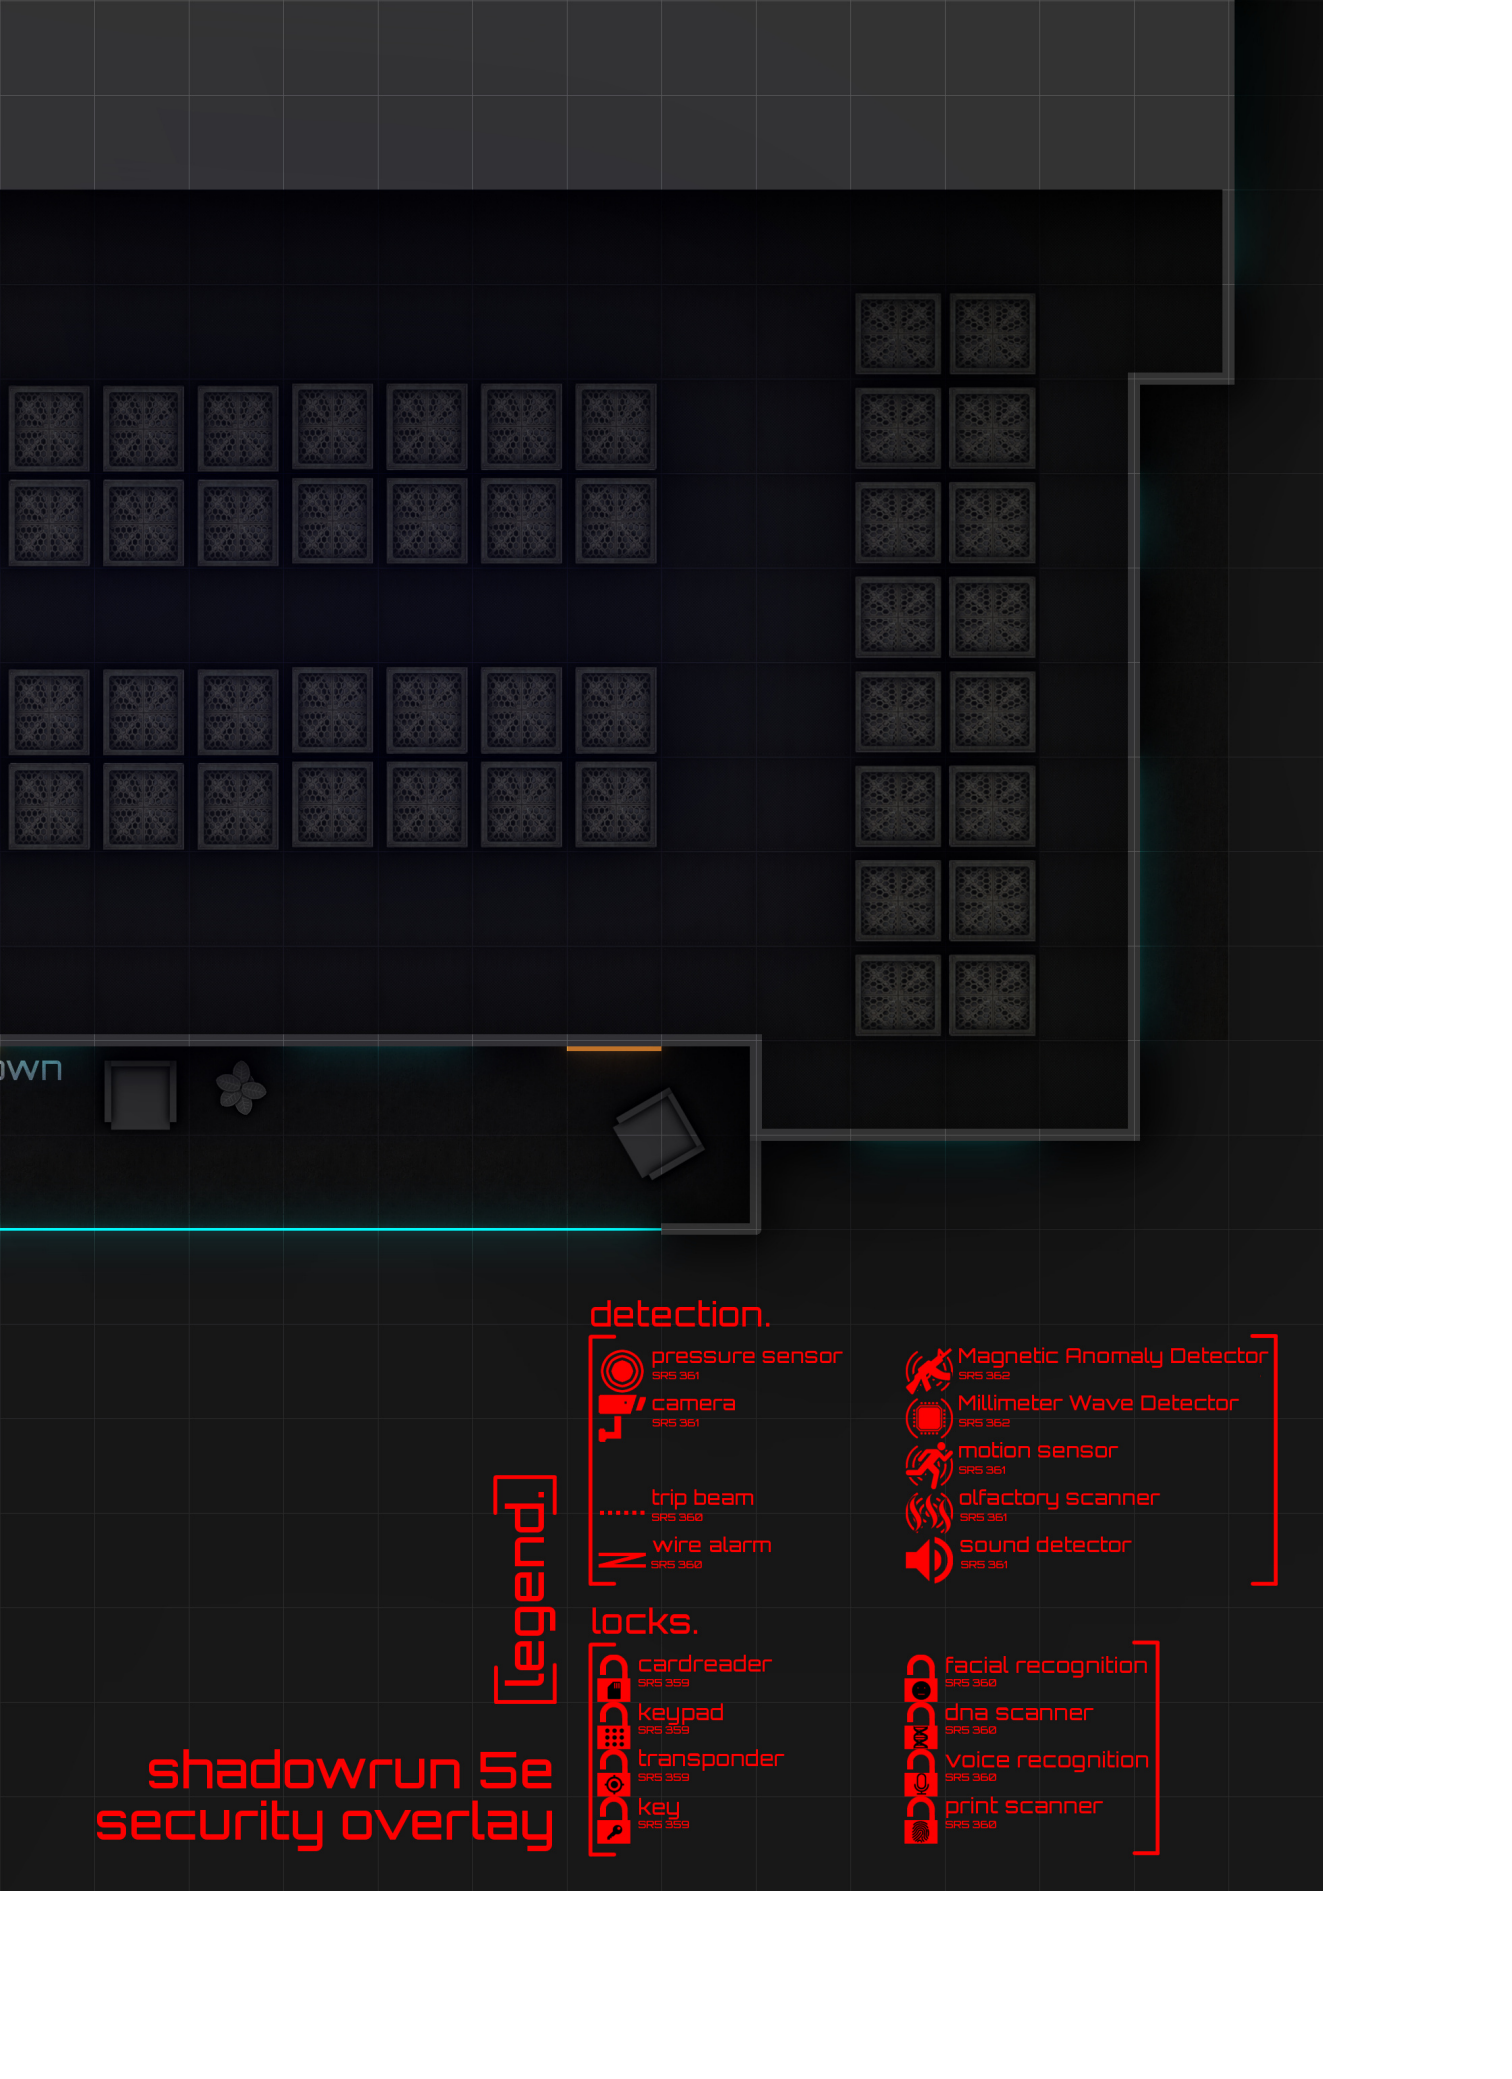 own
detection.
pressure sensor
SR5 361
camera
SR5 361
trip beam
SR5 360
wire alarm
SR5 360
Magnetic Anomaly Detector
SR5 362
Millimeter Wave Detector
SR5 362
motion sensor
SR5 361
olfactory scanner
SR5 361
sound detector
SR5 361
legend.
locks.
cardreader
SR5 359
keypad
SR5 359
transponder
SR5 359
key
SR5 359
facial recognition
SR5 360
dna scanner
SR5 360
voice recognition
SR5 360
print scanner
SR5 360
shadowrun 5e
security overlay